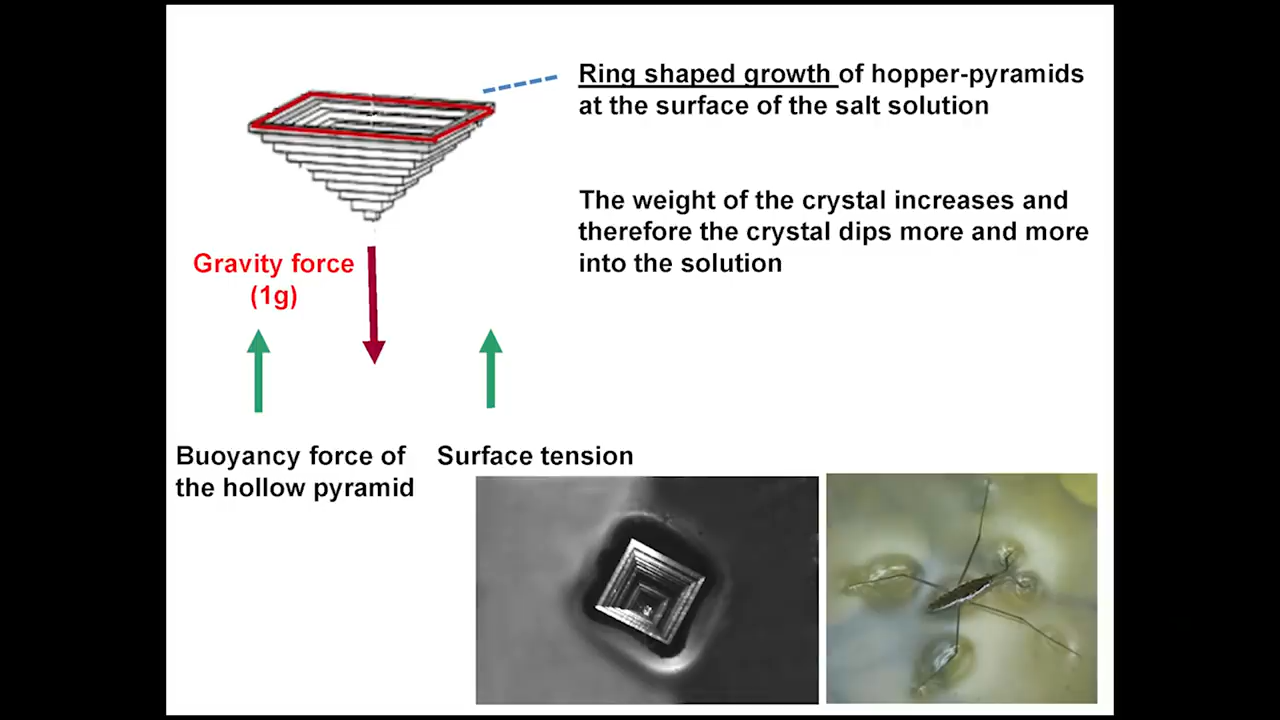 Ring shaped growth of hopper-pyramids
at the surface of the salt solution
The weight of the crystal increases and
therefore the crystal dips more and more
into the solution
Gravity force
(1g)
Buoyancy force of
the hollow pyramid
Surface tension